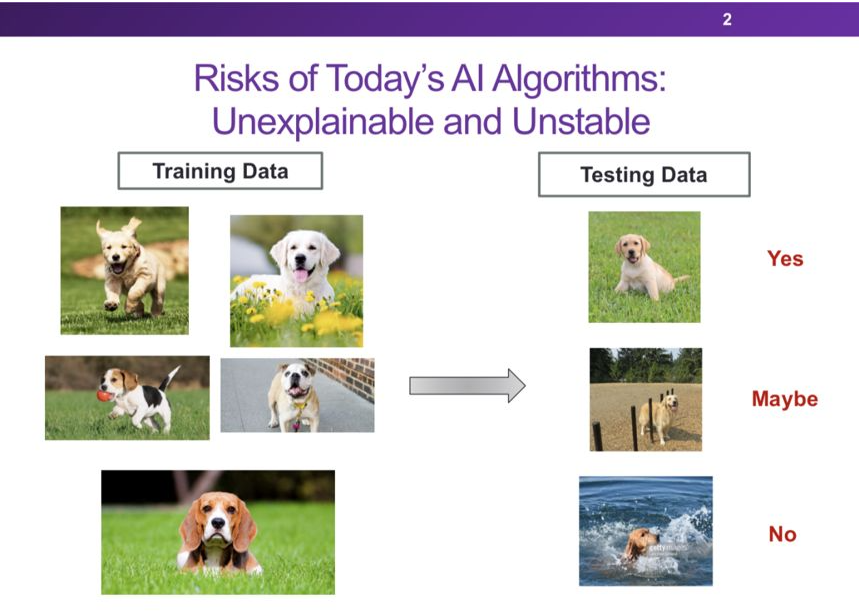 2
Risks of Today's AI Algorithms:
Unexplainable and Unstable
Training Data
Testing Data
Yes
Maybe
No
gettyimages